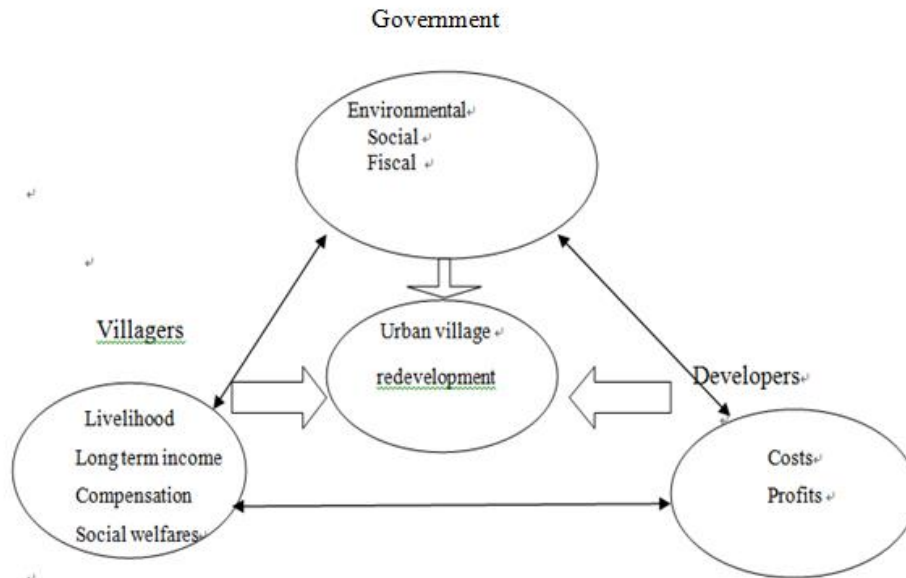 Government
Environmental
Social
Fiscal
Villagers
Urban village
redevelopment
Developers
Livelihood
Long term income
Compensation
Social welfares
Costs
Profits